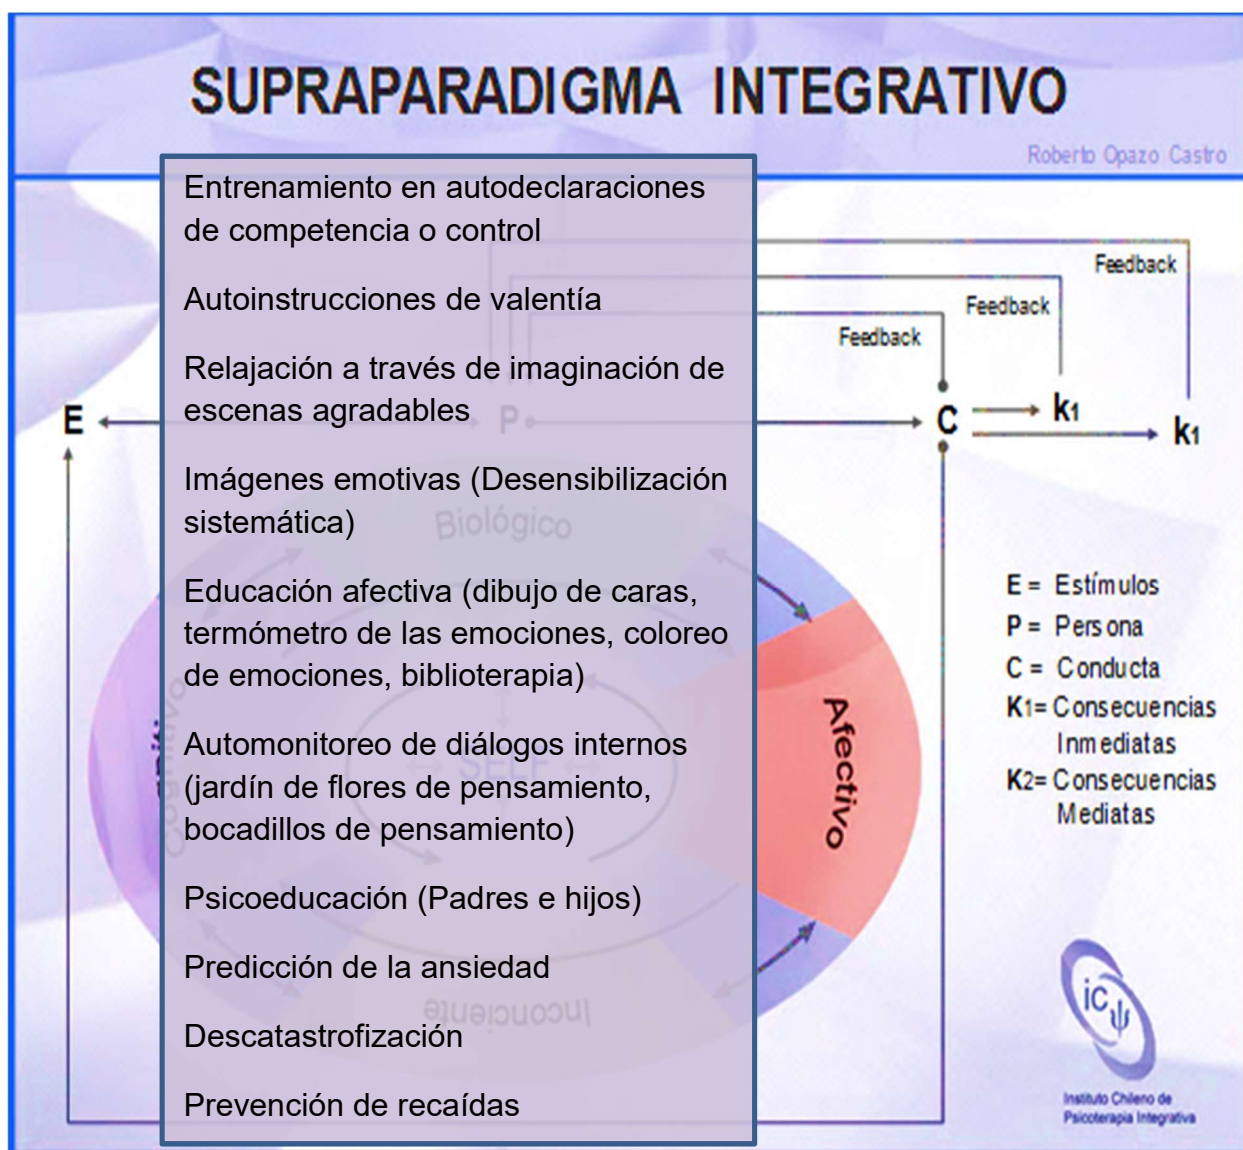 SUPRAPARADIGMA INTEGRATIVO
Roberto Opazo Castro
Entrenamiento en autodeclaraciones
de competencia o control
Autoinstrucciones de valentía
Relajación a través de imaginación de
escenas agradables
Imágenes emotivas (Desensibilización
sistemática)
Educación afectiva (dibujo de caras,
termómetro de las emociones, coloreo
de emociones, biblioterapia)
Automonitoreo de diálogos internos
(jardín de flores de pensamiento,
bocadillos de pensamiento)
Psicoeducación (Padres e hijos)
Predicción de la ansiedad
Descatastrofización
Prevención de recaídas
Feedback
Feedback
Feedback
E
P
C
k1
k1
Biológico
Cognitivo
SELF
Afectivo
Inconciente
E = Estímulos
P = Persona
C = Conducta
K1= Consecuencias
Inmediatas
K2= Consecuencias
Mediatas
iCψ
Instituto Chileno de
Psicoterapia Integrativa